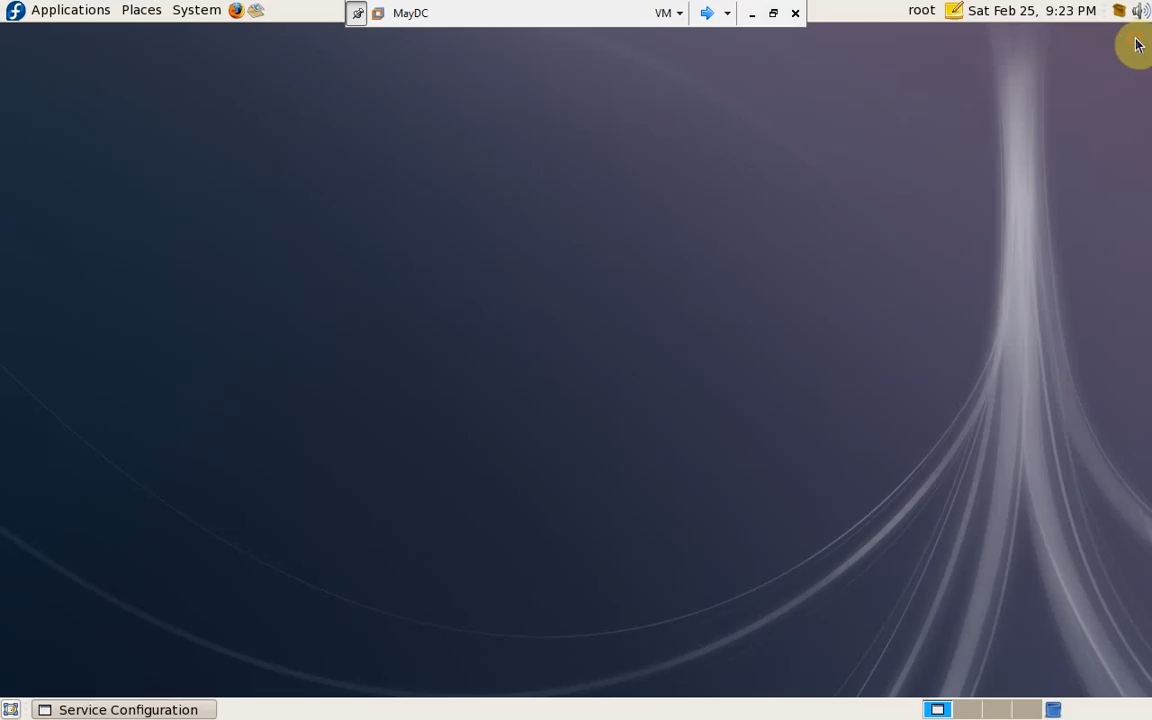 Applications Places System MayDC VM root Sat Feb 25, 9:23 PM
Service Configuration